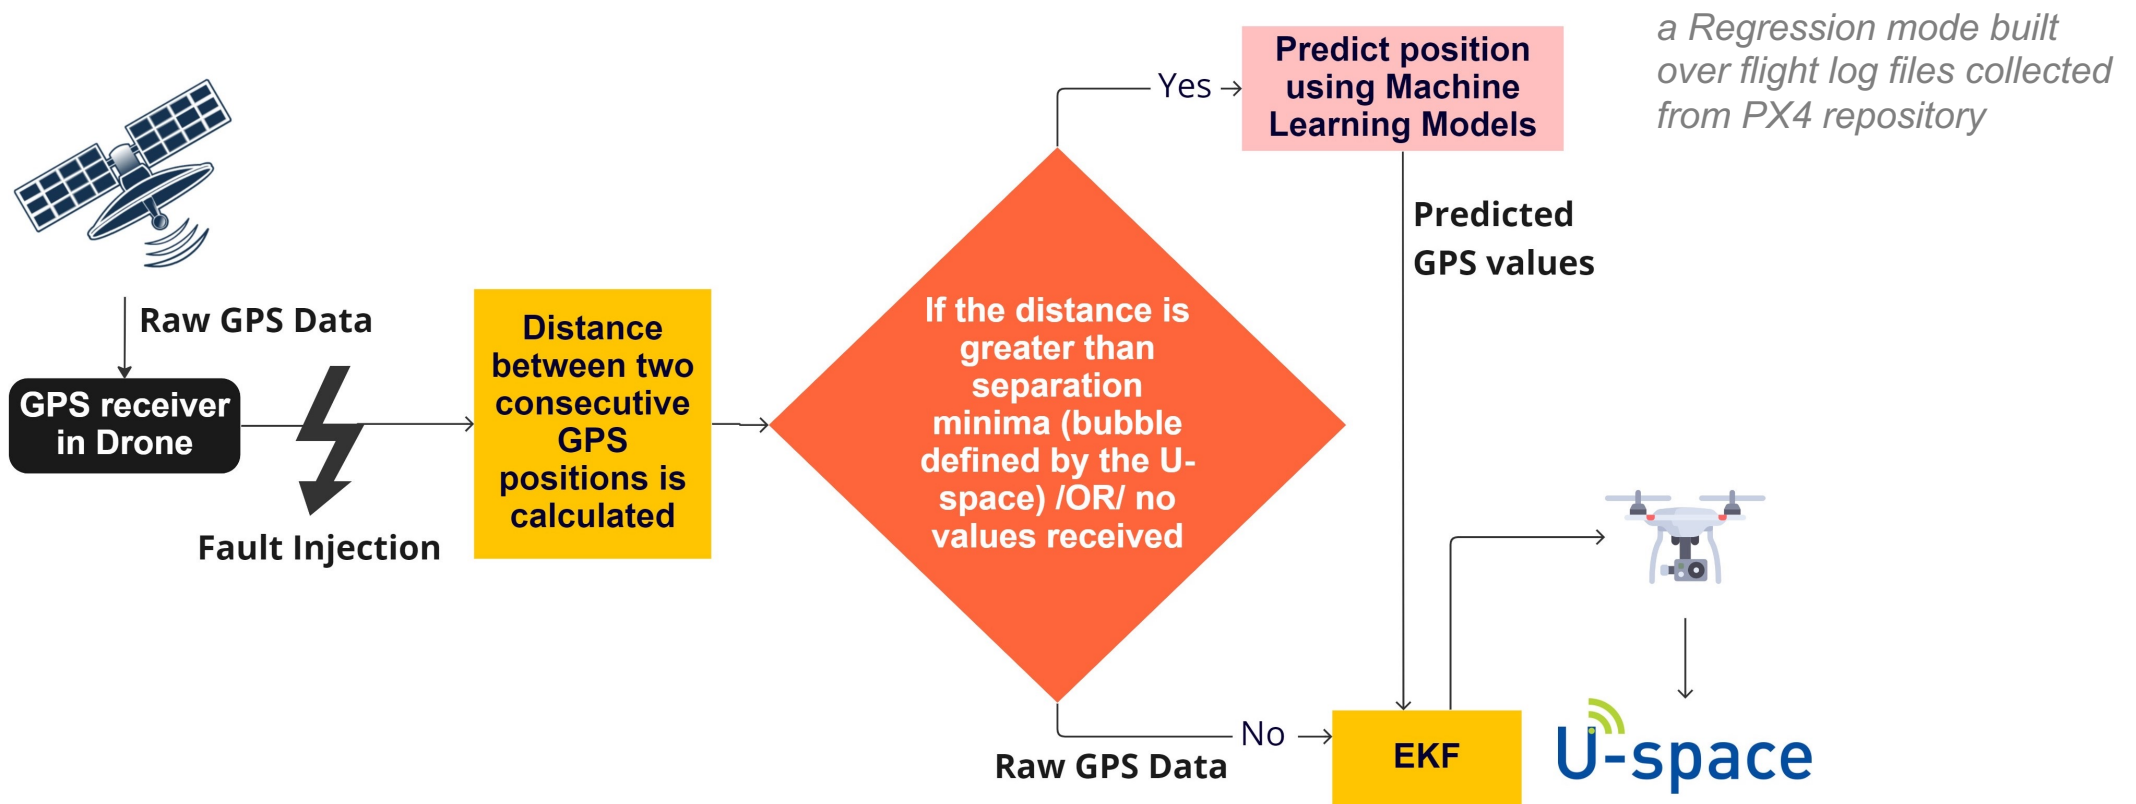 a Regression mode built
over flight log files collected
from PX4 repository
Predict position
using Machine
Learning Models
Yes
Predicted
GPS values
Raw GPS Data
GPS receiver
in Drone
Fault Injection
Distance
between two
consecutive
GPS
positions is
calculated
If the distance is
greater than
separation
minima (bubble
defined by the U-
space) /OR/ no
values received
No
Raw GPS Data
EKF
U-space